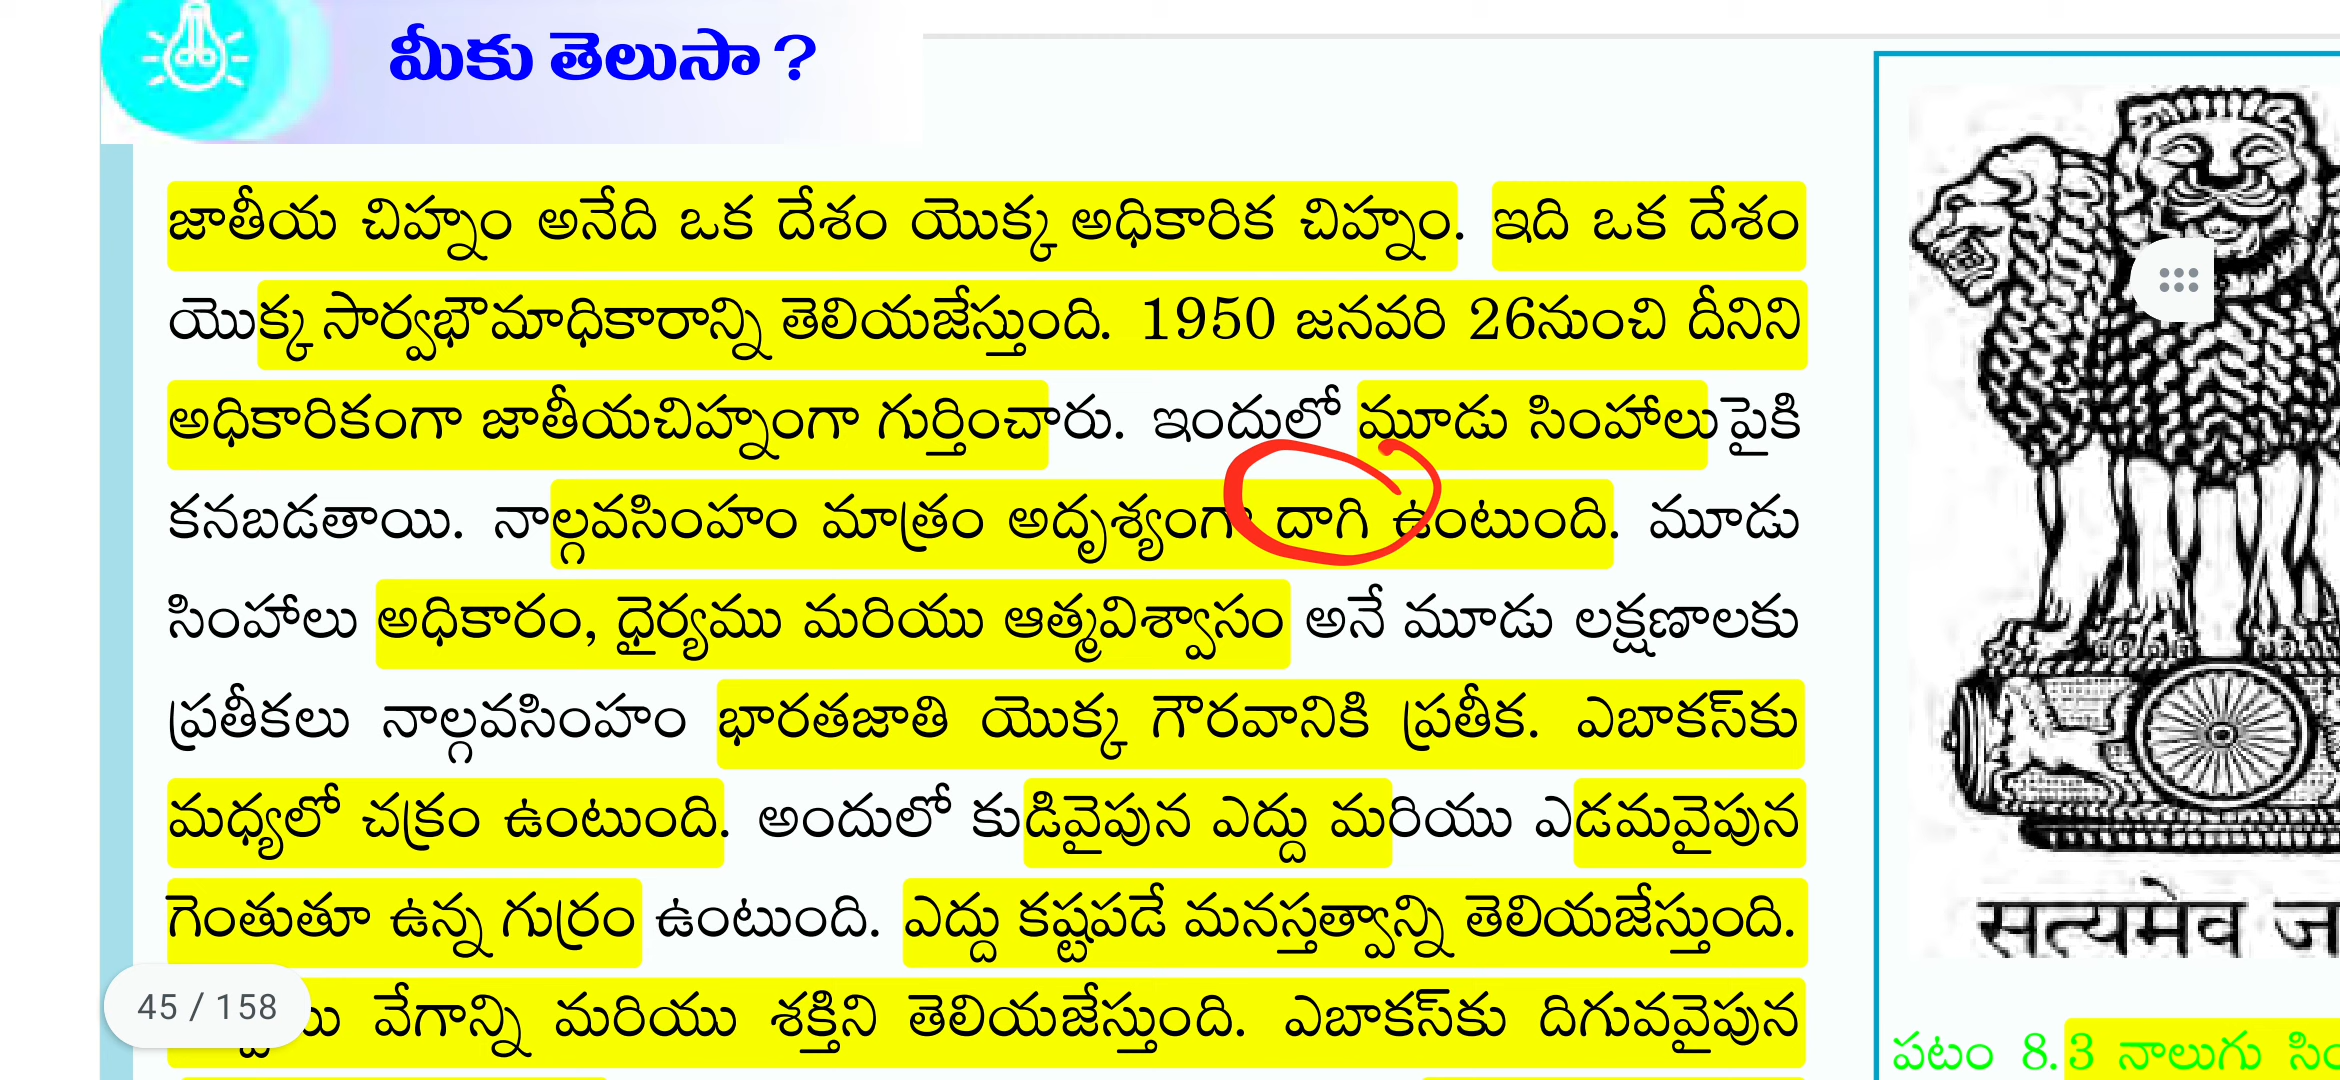 మీకు తెలుసా ?
జాతీయ చిహ్నం అనేది ఒక దేశం యొక్క అధికారిక చిహ్నం. ఇది ఒక దేశం
యొక్క సార్వభౌమాధికారాన్ని తెలియజేస్తుంది. 1950 జనవరి 26నుంచి దీనిని
అధికారికంగా జాతీయచిహ్నంగా గుర్తించారు. ఇందులో మూడు సింహాలుపైకి
కనబడతాయి. నాల్గవసింహం మాత్రం అదృశ్యంగా దాగి ఉంటుంది. మూడు
సింహాలు అధికారం, ధైర్యము మరియు ఆత్మవిశ్వాసం అనే మూడు లక్షణాలకు
ప్రతీకలు నాల్గవసింహం భారతజాతి యొక్క గౌరవానికి ప్రతీక. ఎబాకస్‌కు
మధ్యలో చక్రం ఉంటుంది. అందులో కుడివైపున ఎద్దు మరియు ఎడమవైపున
గెంతుతూ ఉన్న గుర్రం ఉంటుంది. ఎద్దు కష్టపడే మనస్తత్వాన్ని తెలియజేస్తుంది.
వేగాన్ని మరియు శక్తిని తెలియజేస్తుంది. ఎబాకస్‌కు దిగువవైపున
45 / 158
सत्यमेव ज
పటం 8.3 నాలుగు సిం